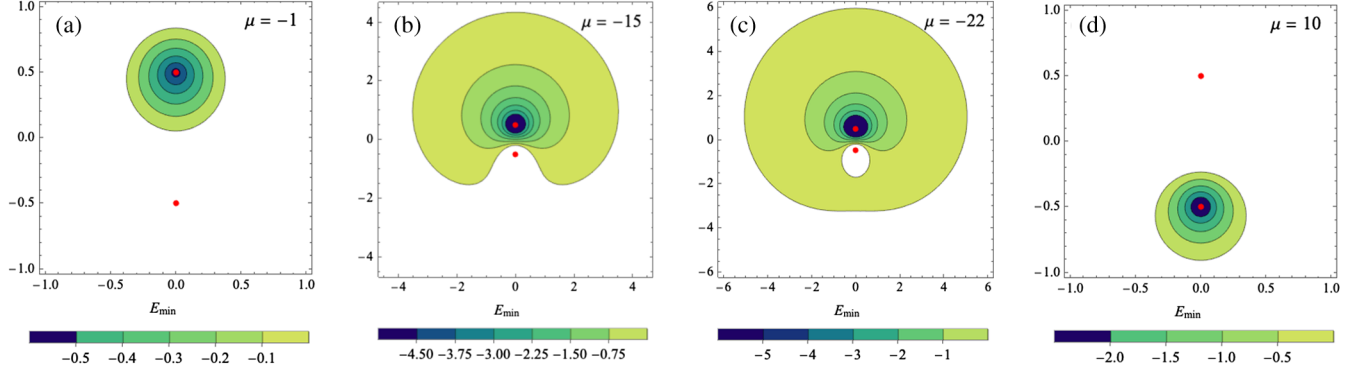 (a) μ = −1
1.0
0.5
0.0
−0.5
−1.0
−1.0 −0.5 0.0 0.5 1.0
E_min
−0.5 −0.4 −0.3 −0.2 −0.1
(b) μ = −15
4
2
0
−2
−4
−4 −2 0 2 4
E_min
−4.50 −3.75 −3.00 −2.25 −1.50 −0.75
(c) μ = −22
6
4
2
0
−2
−4
−6
−6 −4 −2 0 2 4 6
E_min
−5 −4 −3 −2 −1
(d) μ = 10
1.0
0.5
0.0
−0.5
−1.0
−1.0 −0.5 0.0 0.5 1.0
E_min
−2.0 −1.5 −1.0 −0.5